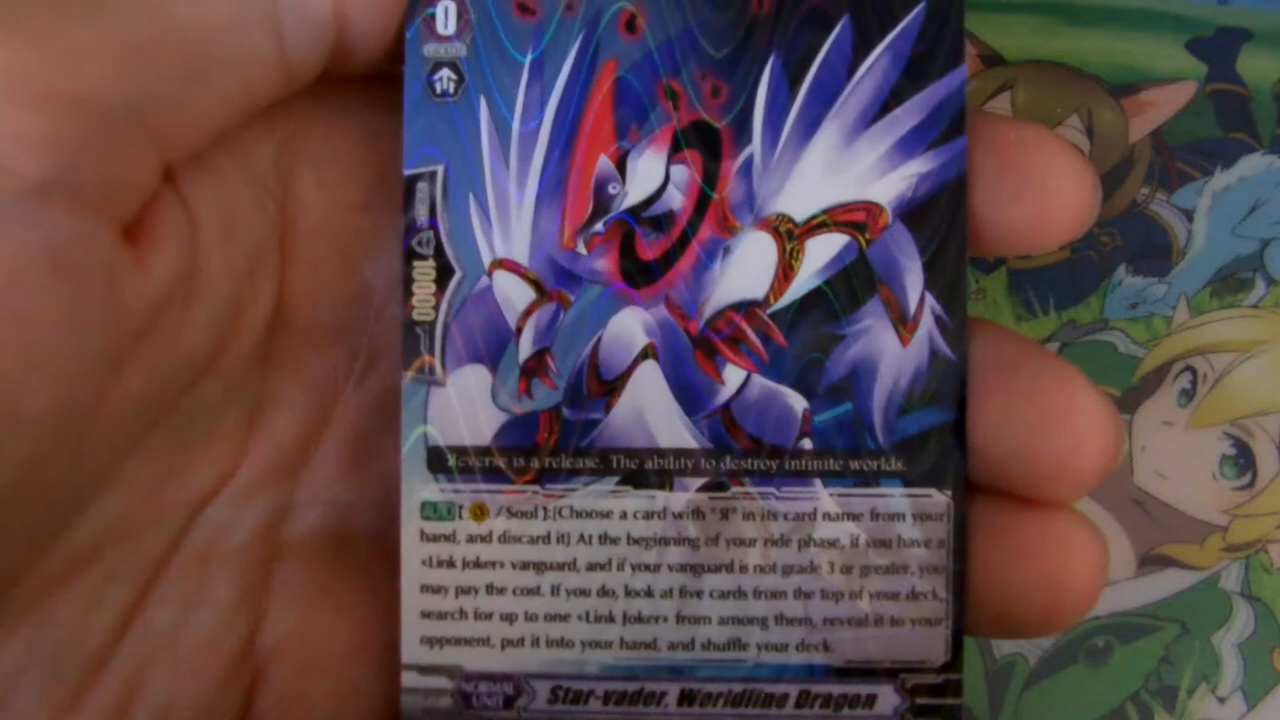 0
10000
Яeverse is a release. The ability to destroy infinite worlds.
AUTO [ /Soul ]:[Choose a card with "Я" in its card name from your
hand, and discard it] At the beginning of your ride phase, if you have a
«Link Joker» vanguard, and if your vanguard is not grade 3 or greater, you
may pay the cost. If you do, look at five cards from the top of your deck,
search for up to one «Link Joker» from among them, reveal it to your
opponent, put it into your hand, and shuffle your deck.
NORMAL
UNIT
Star-vader, Worldline Dragon